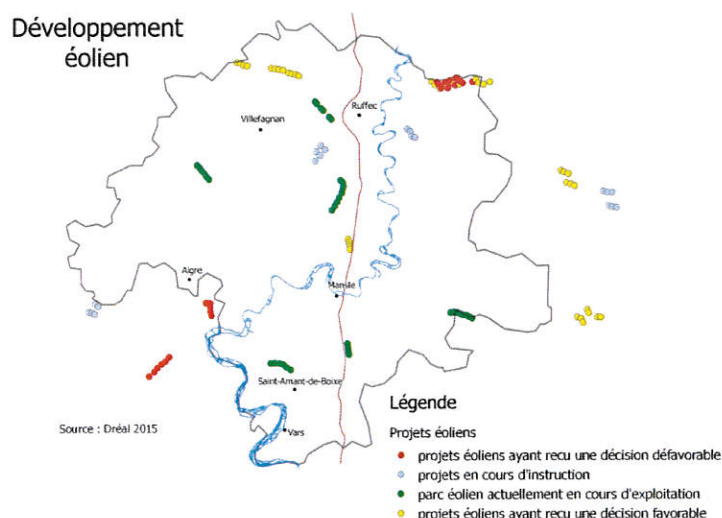 Développement
éolien
Ruffec
Villefagnan
Aigre
Mansle
Saint-Amant-de-Boixe
Vars
Source : Dréal 2015
Légende
Projets éoliens
projets éoliens ayant recu une décision défavorable
projets en cours d'instruction
parc éolien actuellement en cours d'exploitation
projets éoliens ayant recu une décision favorable